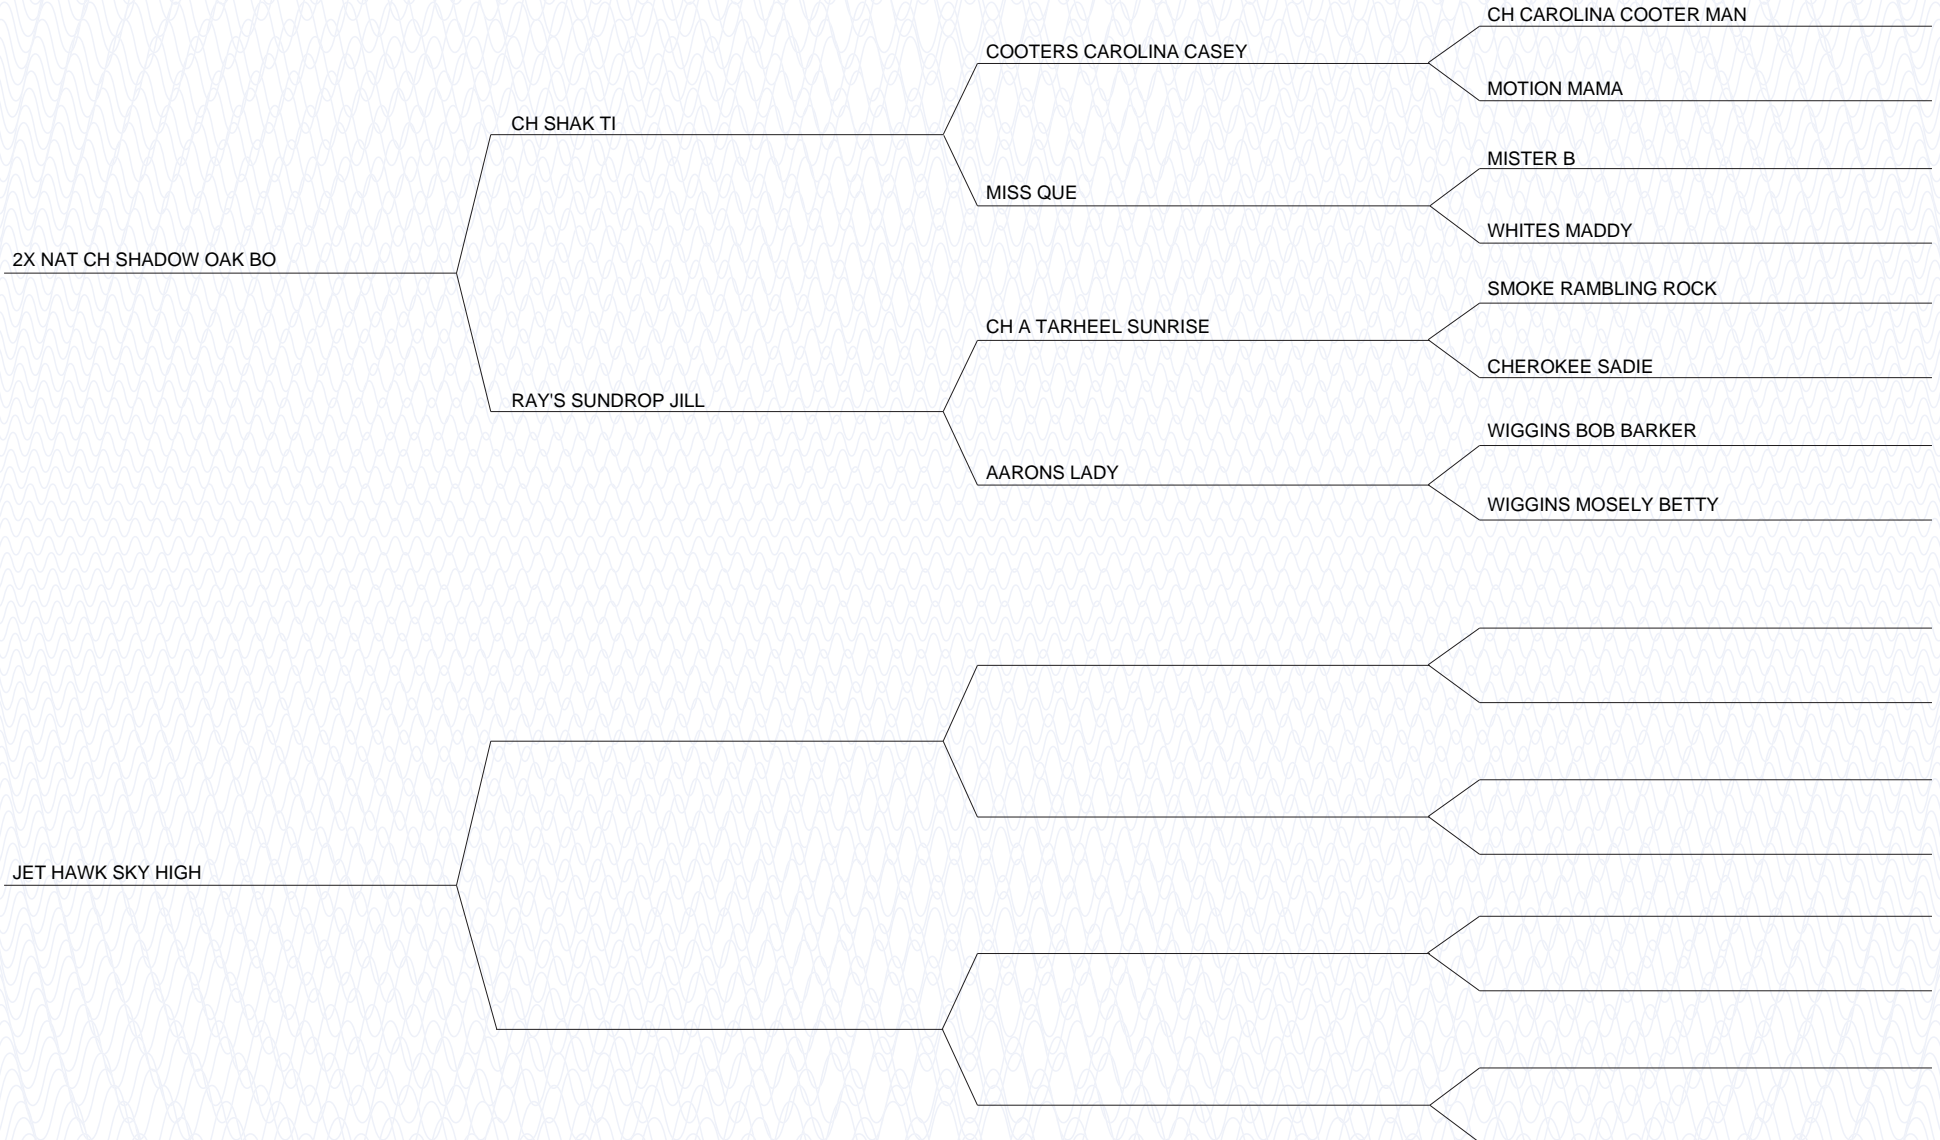 CH CAROLINA COOTER MAN
COOTERS CAROLINA CASEY
MOTION MAMA
CH SHAK TI
MISTER B
MISS QUE
WHITES MADDY
2X NAT CH SHADOW OAK BO
SMOKE RAMBLING ROCK
CH A TARHEEL SUNRISE
CHEROKEE SADIE
RAY'S SUNDROP JILL
WIGGINS BOB BARKER
AARONS LADY
WIGGINS MOSELY BETTY
JET HAWK SKY HIGH